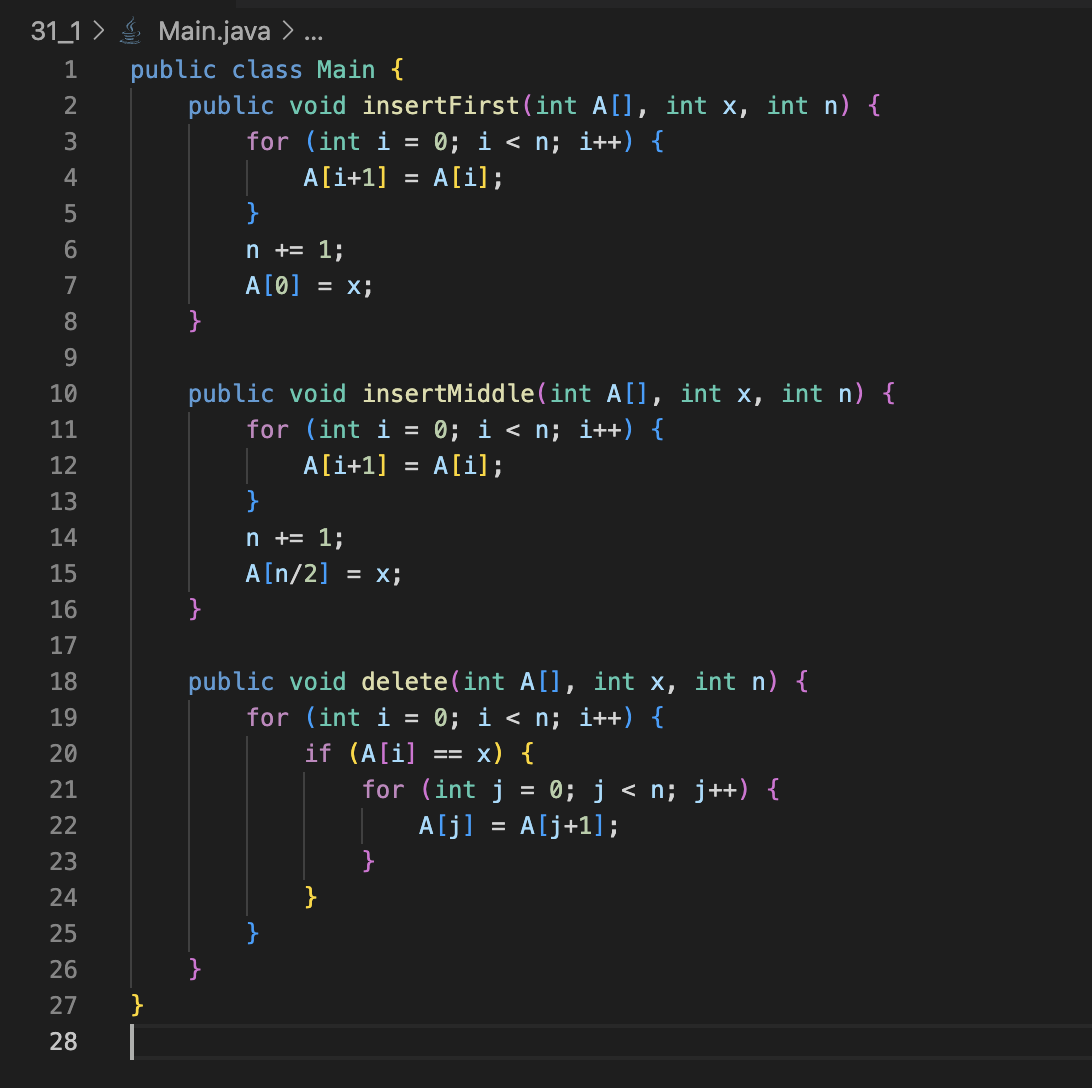 31_1 > Main.java > ...
1 public class Main {
2     public void insertFirst(int A[], int x, int n) {
3         for (int i = 0; i < n; i++) {
4             A[i+1] = A[i];
5         }
6         n += 1;
7         A[0] = x;
8     }
9
10     public void insertMiddle(int A[], int x, int n) {
11         for (int i = 0; i < n; i++) {
12             A[i+1] = A[i];
13         }
14         n += 1;
15         A[n/2] = x;
16     }
17
18     public void delete(int A[], int x, int n) {
19         for (int i = 0; i < n; i++) {
20             if (A[i] == x) {
21                 for (int j = 0; j < n; j++) {
22                     A[j] = A[j+1];
23                 }
24             }
25         }
26     }
27 }
28